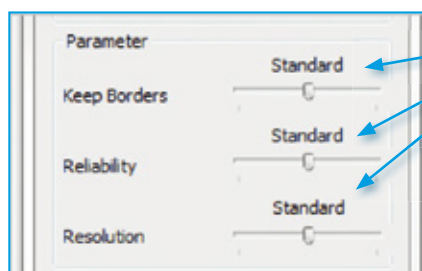 Parameter
Standard
Keep Borders
Standard
Reliability
Standard
Resolution